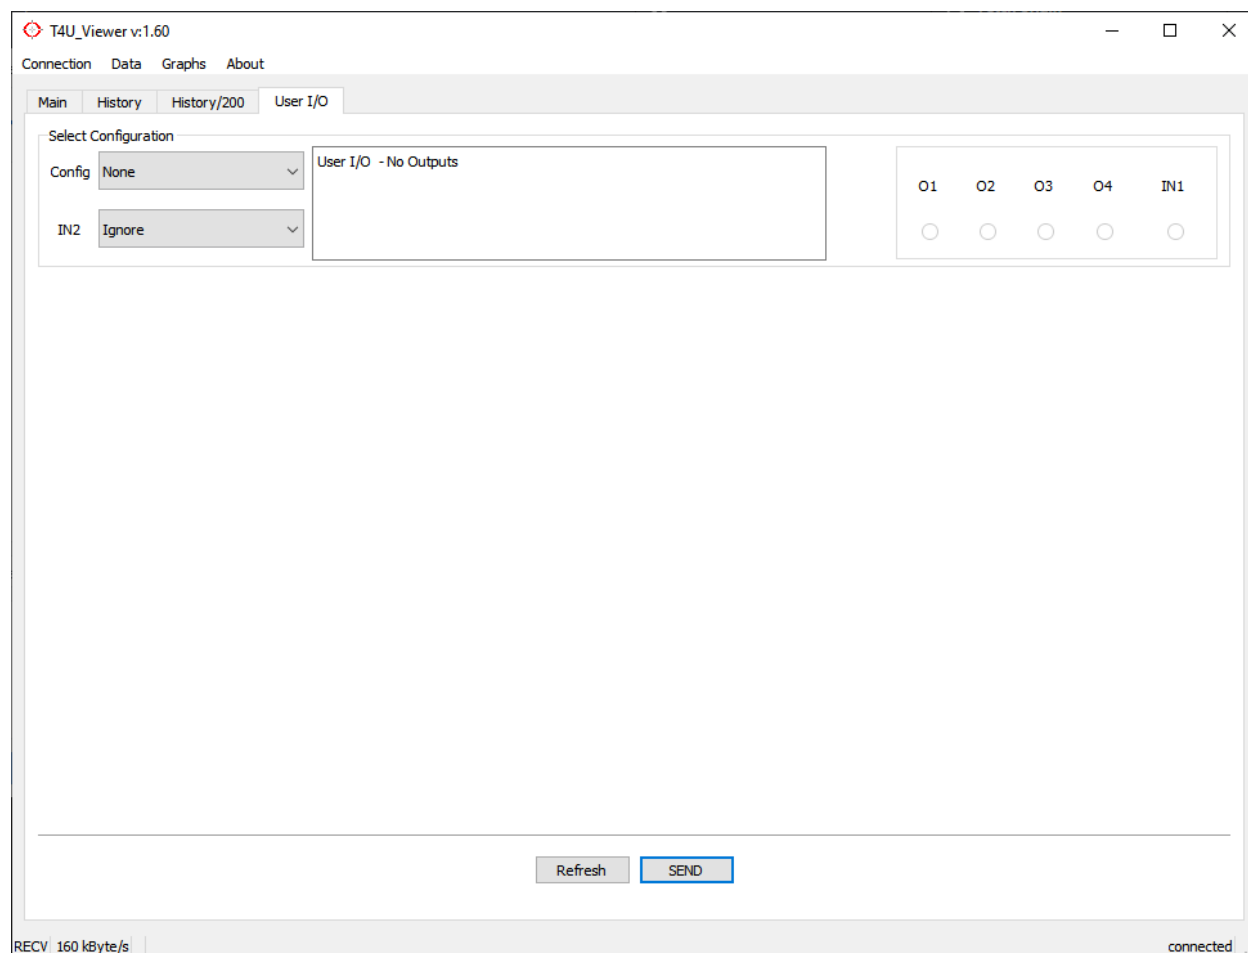 T4U_Viewer v:1.60
Connection Data Graphs About
Main History History/200 User I/O
Select Configuration
Config None
User I/O - No Outputs
O1 O2 O3 O4 IN1
IN2 Ignore
Refresh SEND
RECV 160 kByte/s connected